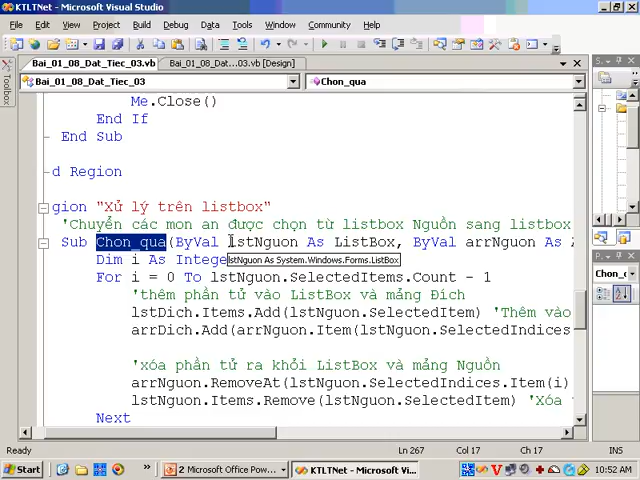 KTLTNet - Microsoft Visual Studio
File Edit View Project Build Debug Data Tools Window Community Help
Bai_01_08_Dat_Tiec_03.vb Bai_01_08_Dat...03.vb [Design]
Toolbox
Bai_01_08_Dat_Tiec_03 Chon_qua
Me.Close()
End If
End Sub
d Region
gion "Xử lý trên listbox"
'Chuyển các mon an được chọn từ listbox Nguồn sang listbox
Sub Chon_qua(ByVal lstNguon As ListBox, ByVal arrNguon As
Dim i As Intege
lstNguon As System.Windows.Forms.ListBox
For i = 0 To lstNguon.SelectedItems.Count - 1
'thêm phần tử vào ListBox và mảng Đích
lstDich.Items.Add(lstNguon.SelectedItem) 'Thêm vào
arrDich.Add(arrNguon.Item(lstNguon.SelectedIndices
'xóa phần tử ra khỏi ListBox và mảng Nguồn
arrNguon.RemoveAt(lstNguon.SelectedIndices.Item(i)
lstNguon.Items.Remove(lstNguon.SelectedItem) 'Xóa
Next
S...
P...
Chon_qu
Ready Ln 267 Col 17 Ch 17 INS
Start 2 Microsoft Office Pow... KTLTNet - Microsoft Vi... 10:52 AM